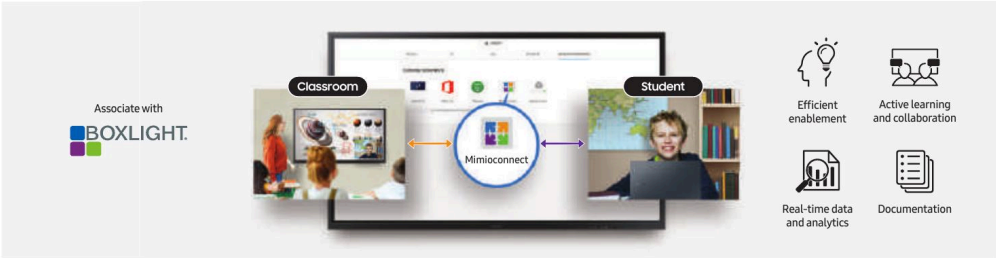 Associate with
BOXLIGHT.
Classroom
Student
Mimioconnect
Efficient
enablement
Active learning
and collaboration
Real-time data
and analytics
Documentation